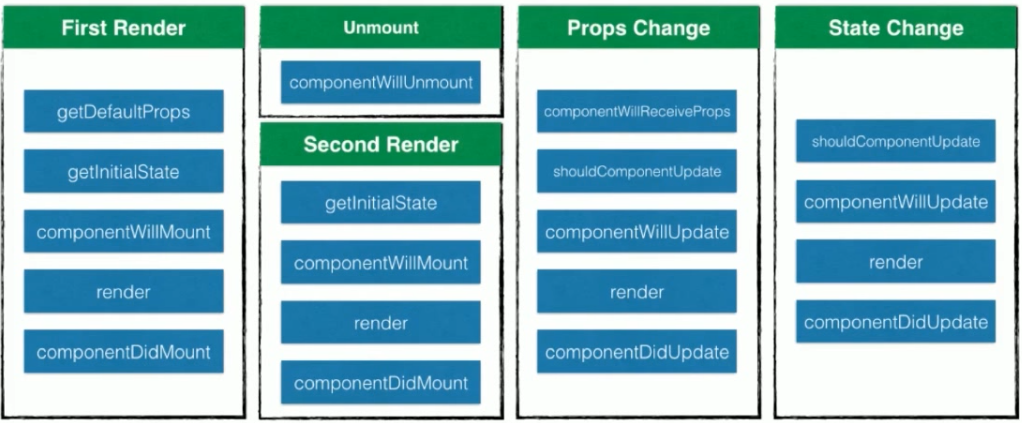 First Render
getDefaultProps
getInitialState
componentWillMount
render
componentDidMount
Unmount
componentWillUnmount
Second Render
getInitialState
componentWillMount
render
componentDidMount
Props Change
componentWillReceiveProps
shouldComponentUpdate
componentWillUpdate
render
componentDidUpdate
State Change
shouldComponentUpdate
componentWillUpdate
render
componentDidUpdate